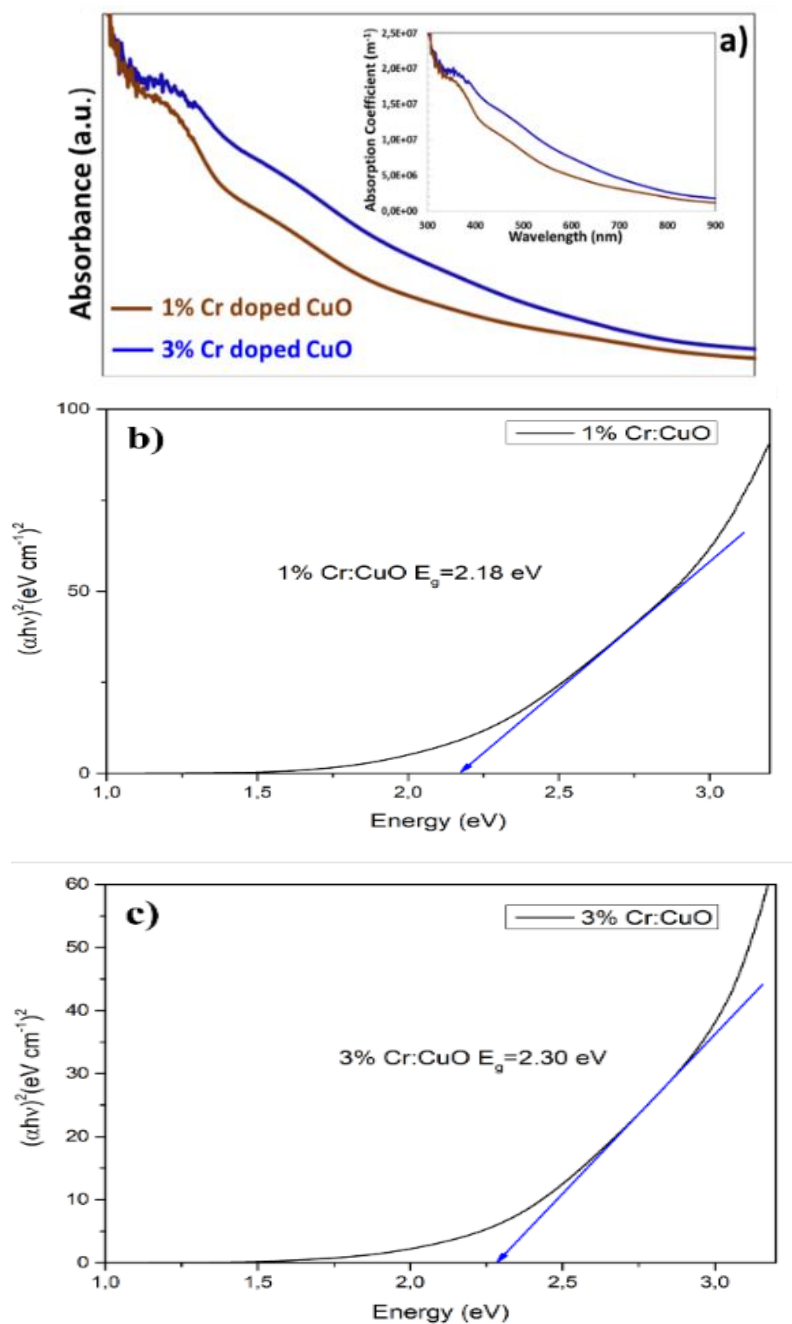 a)
Absorbance (a.u.)
1% Cr doped CuO
3% Cr doped CuO
Absorption Coefficient (m⁻¹)
2,5E+07
2,0E+07
1,5E+07
1,0E+07
5,0E+06
0,0E+00
300 400 500 600 700 800 900
Wavelength (nm)
b)
1% Cr:CuO
1% Cr:CuO E_g=2.18 eV
(αhν)²(eV cm⁻¹)²
100
50
0
1,0 1,5 2,0 2,5 3,0
Energy (eV)
c)
3% Cr:CuO
3% Cr:CuO E_g=2.30 eV
(αhν)²(eV cm⁻¹)²
60
50
40
30
20
10
0
1,0 1,5 2,0 2,5 3,0
Energy (eV)